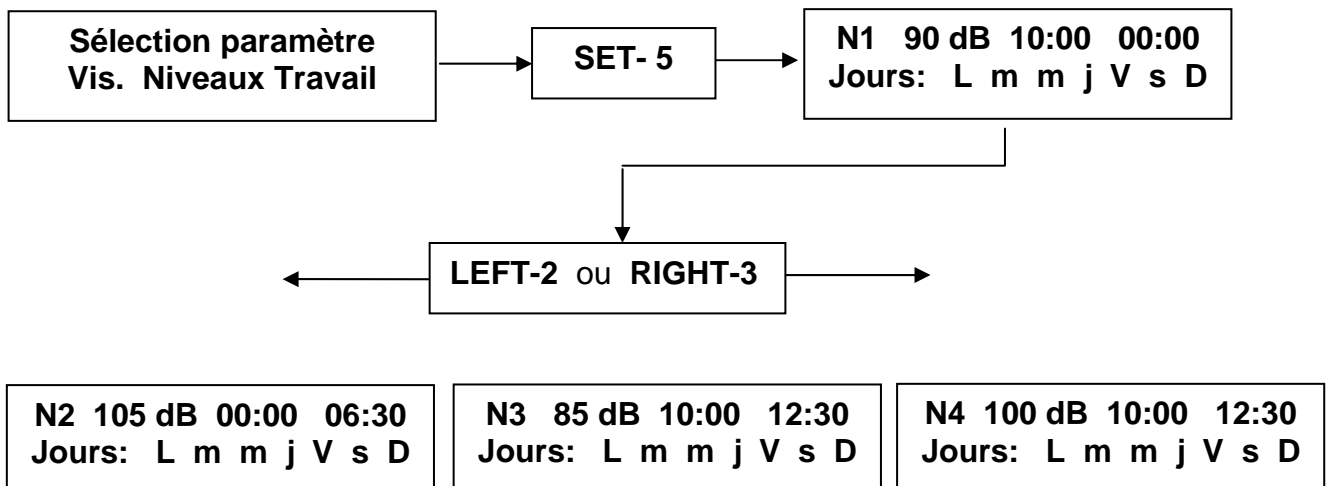 Sélection paramètre
Vis. Niveaux Travail
SET- 5
N1 90 dB 10:00 00:00
Jours: L m m j V s D
LEFT-2 ou RIGHT-3
N2 105 dB 00:00 06:30
Jours: L m m j V s D
N3 85 dB 10:00 12:30
Jours: L m m j V s D
N4 100 dB 10:00 12:30
Jours: L m m j V s D